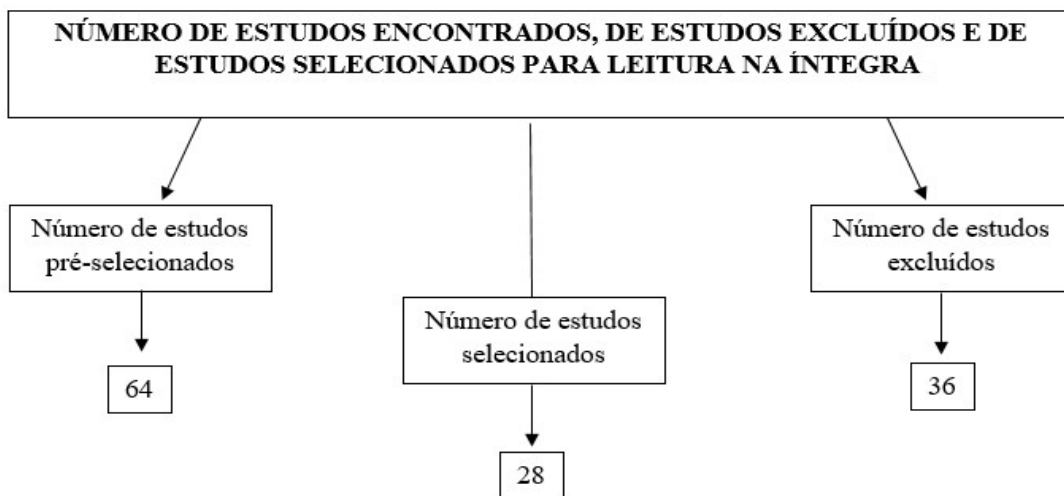 NÚMERO DE ESTUDOS ENCONTRADOS, DE ESTUDOS EXCLUÍDOS E DE
ESTUDOS SELECIONADOS PARA LEITURA NA ÍNTEGRA
Número de estudos
pré-selecionados
64
Número de estudos
selecionados
28
Número de estudos
excluídos
36